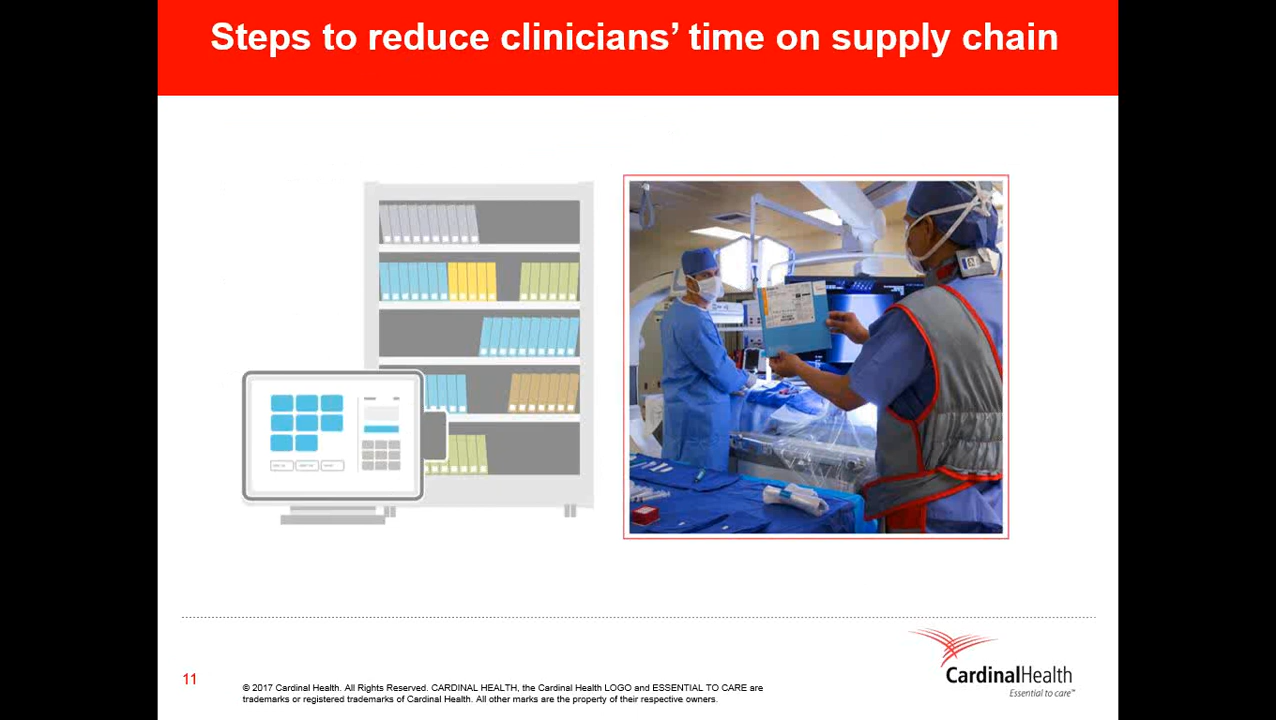 Steps to reduce clinicians’ time on supply chain
11
© 2017 Cardinal Health. All Rights Reserved. CARDINAL HEALTH, the Cardinal Health LOGO and ESSENTIAL TO CARE are
trademarks or registered trademarks of Cardinal Health. All other marks are the property of their respective owners.
CardinalHealth
Essential to care™